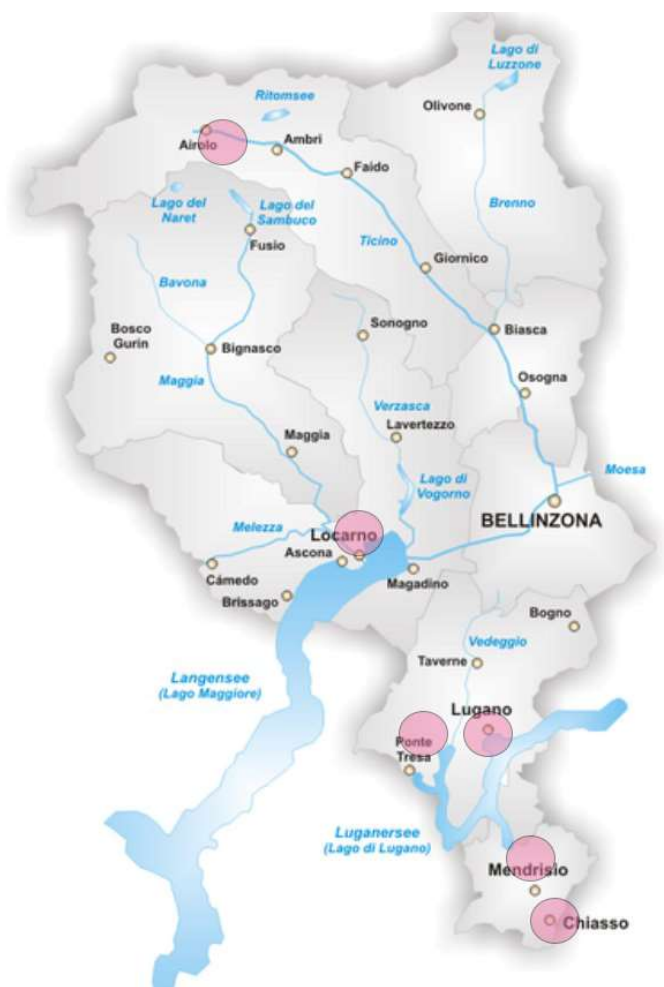 Lago di
Luzzone
Ritomsee
Olivone
Airolo
Ambri
Faido
Lago del
Naret
Lago del
Sambuco
Brenno
Fusio
Ticino
Giornico
Bavona
Bosco
Gurin
Sonogno
Biasca
Bignasco
Osogna
Maggia
Verzasca
Lavertezzo
Maggia
Lago di
Vogorno
Moesa
BELLINZONA
Melezza
Locarno
Ascona
Cámedo
Magadino
Brissago
Bogno
Vedeggio
Taverne
Langensee
(Lago Maggiore)
Lugano
Ponte
Tresa
Luganersee
(Lago di Lugano)
Mendrisio
Chiasso